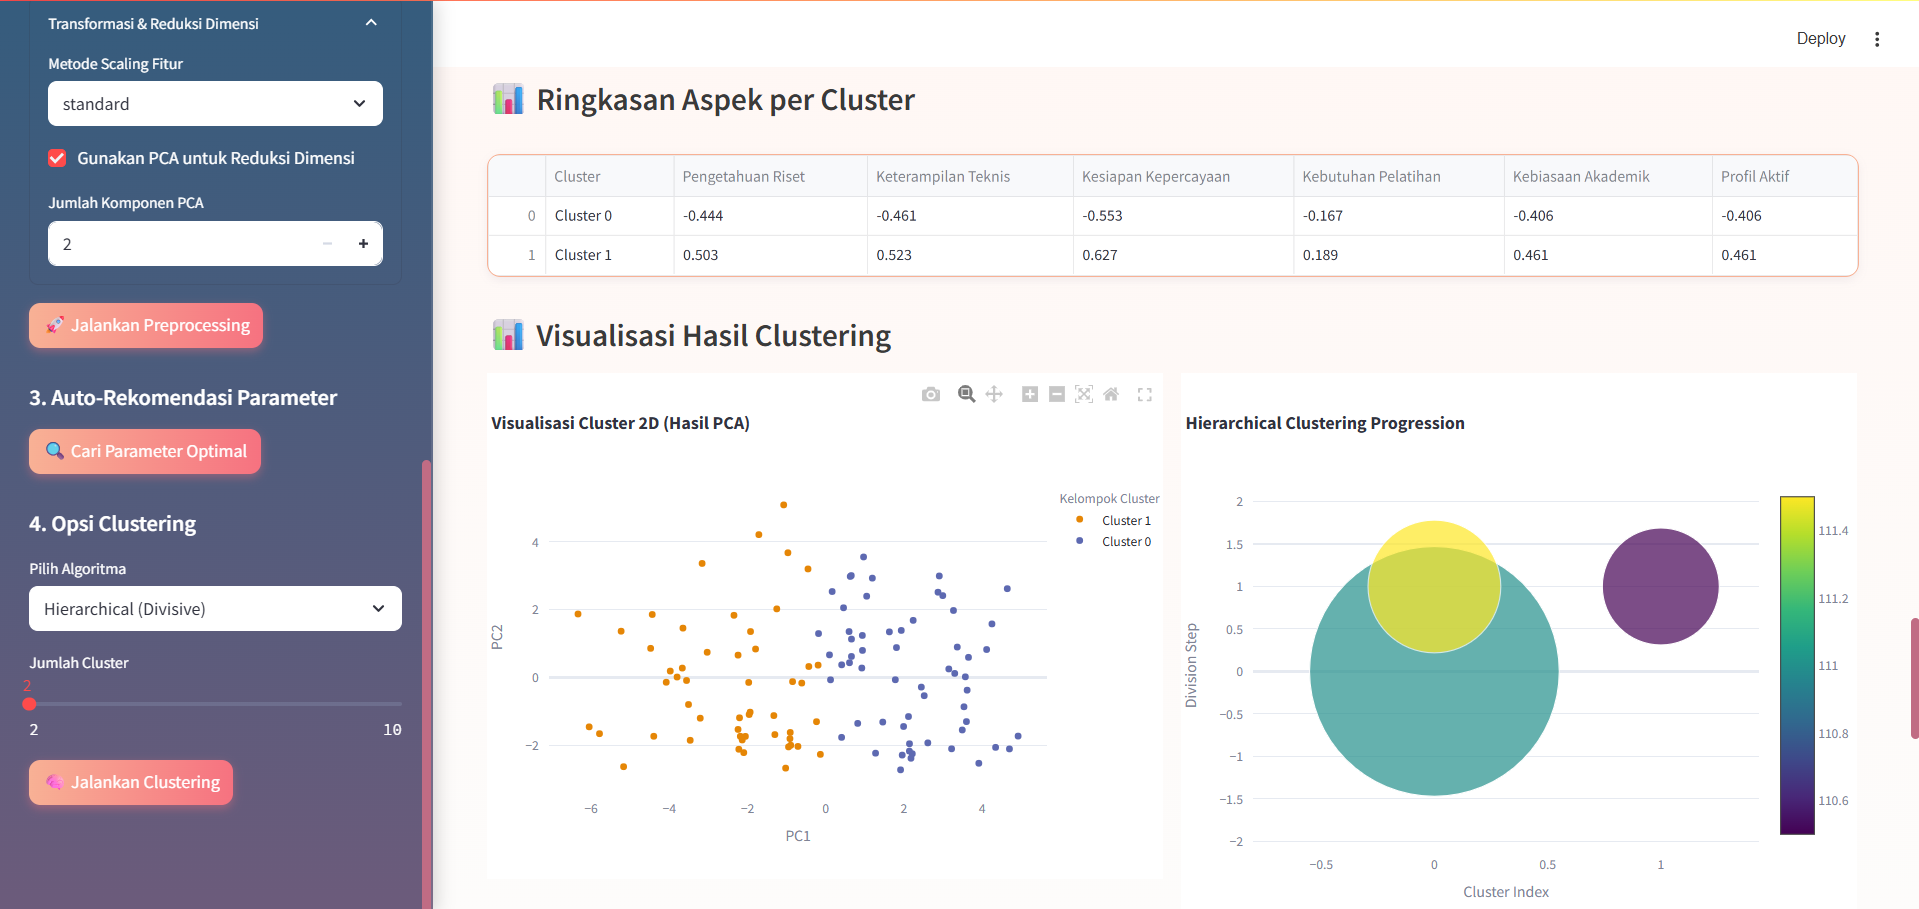 Transformasi & Reduksi Dimensi
Metode Scaling Fitur
standard
Gunakan PCA untuk Reduksi Dimensi
Jumlah Komponen PCA
2
Jalankan Preprocessing
3. Auto-Rekomendasi Parameter
Cari Parameter Optimal
4. Opsi Clustering
Pilih Algoritma
Hierarchical (Divisive)
Jumlah Cluster
2
2 10
Jalankan Clustering
Deploy
Ringkasan Aspek per Cluster
Cluster Pengetahuan Riset Keterampilan Teknis Kesiapan Kepercayaan Kebutuhan Pelatihan Kebiasaan Akademik Profil Aktif
0 Cluster 0 -0.444 -0.461 -0.553 -0.167 -0.406 -0.406
1 Cluster 1 0.503 0.523 0.627 0.189 0.461 0.461
Visualisasi Hasil Clustering
Visualisasi Cluster 2D (Hasil PCA)
Kelompok Cluster
Cluster 1
Cluster 0
4
2
0
−2
PC2
−6 −4 −2 0 2 4
PC1
Hierarchical Clustering Progression
2
1.5
1
0.5
0
−0.5
−1
−1.5
−2
Division Step
−0.5 0 0.5 1
Cluster Index
111.4
111.2
111
110.8
110.6